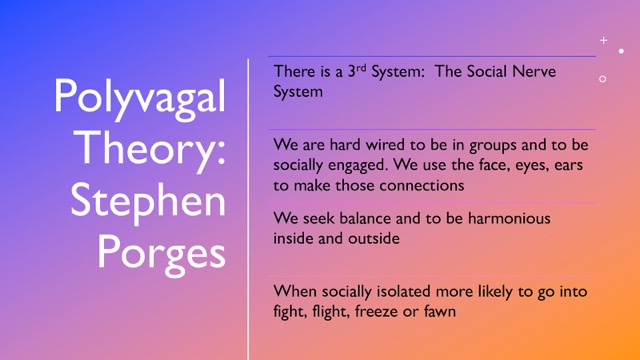 Polyvagal
Theory:
Stephen
Porges
There is a 3rd System:  The Social Nerve
System
We are hard wired to be in groups and to be
socially engaged. We use the face, eyes, ears
to make those connections
We seek balance and to be harmonious
inside and outside
When socially isolated more likely to go into
fight, flight, freeze or fawn